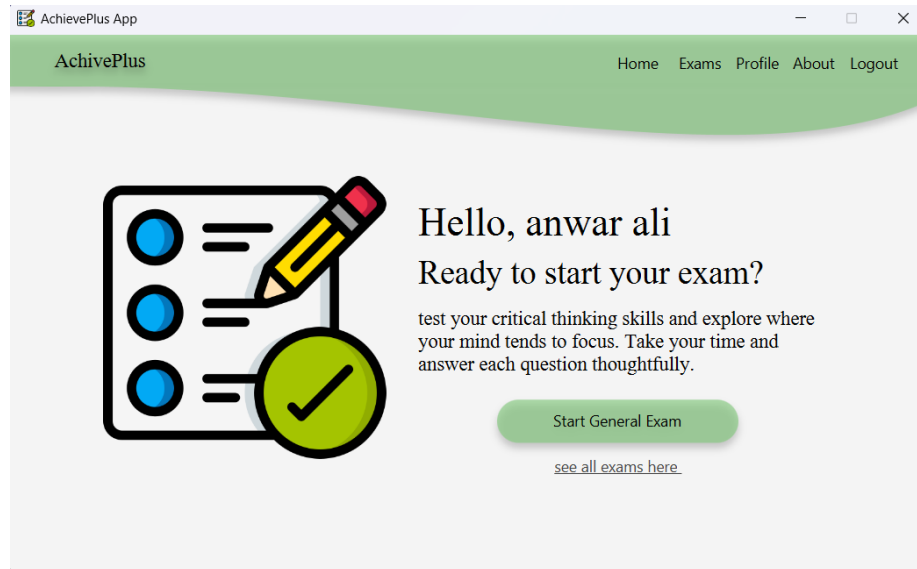 AchievePlus App
AchivePlus
Home Exams Profile About Logout
Hello, anwar ali
Ready to start your exam?
test your critical thinking skills and explore where
your mind tends to focus. Take your time and
answer each question thoughtfully.
Start General Exam
see all exams here